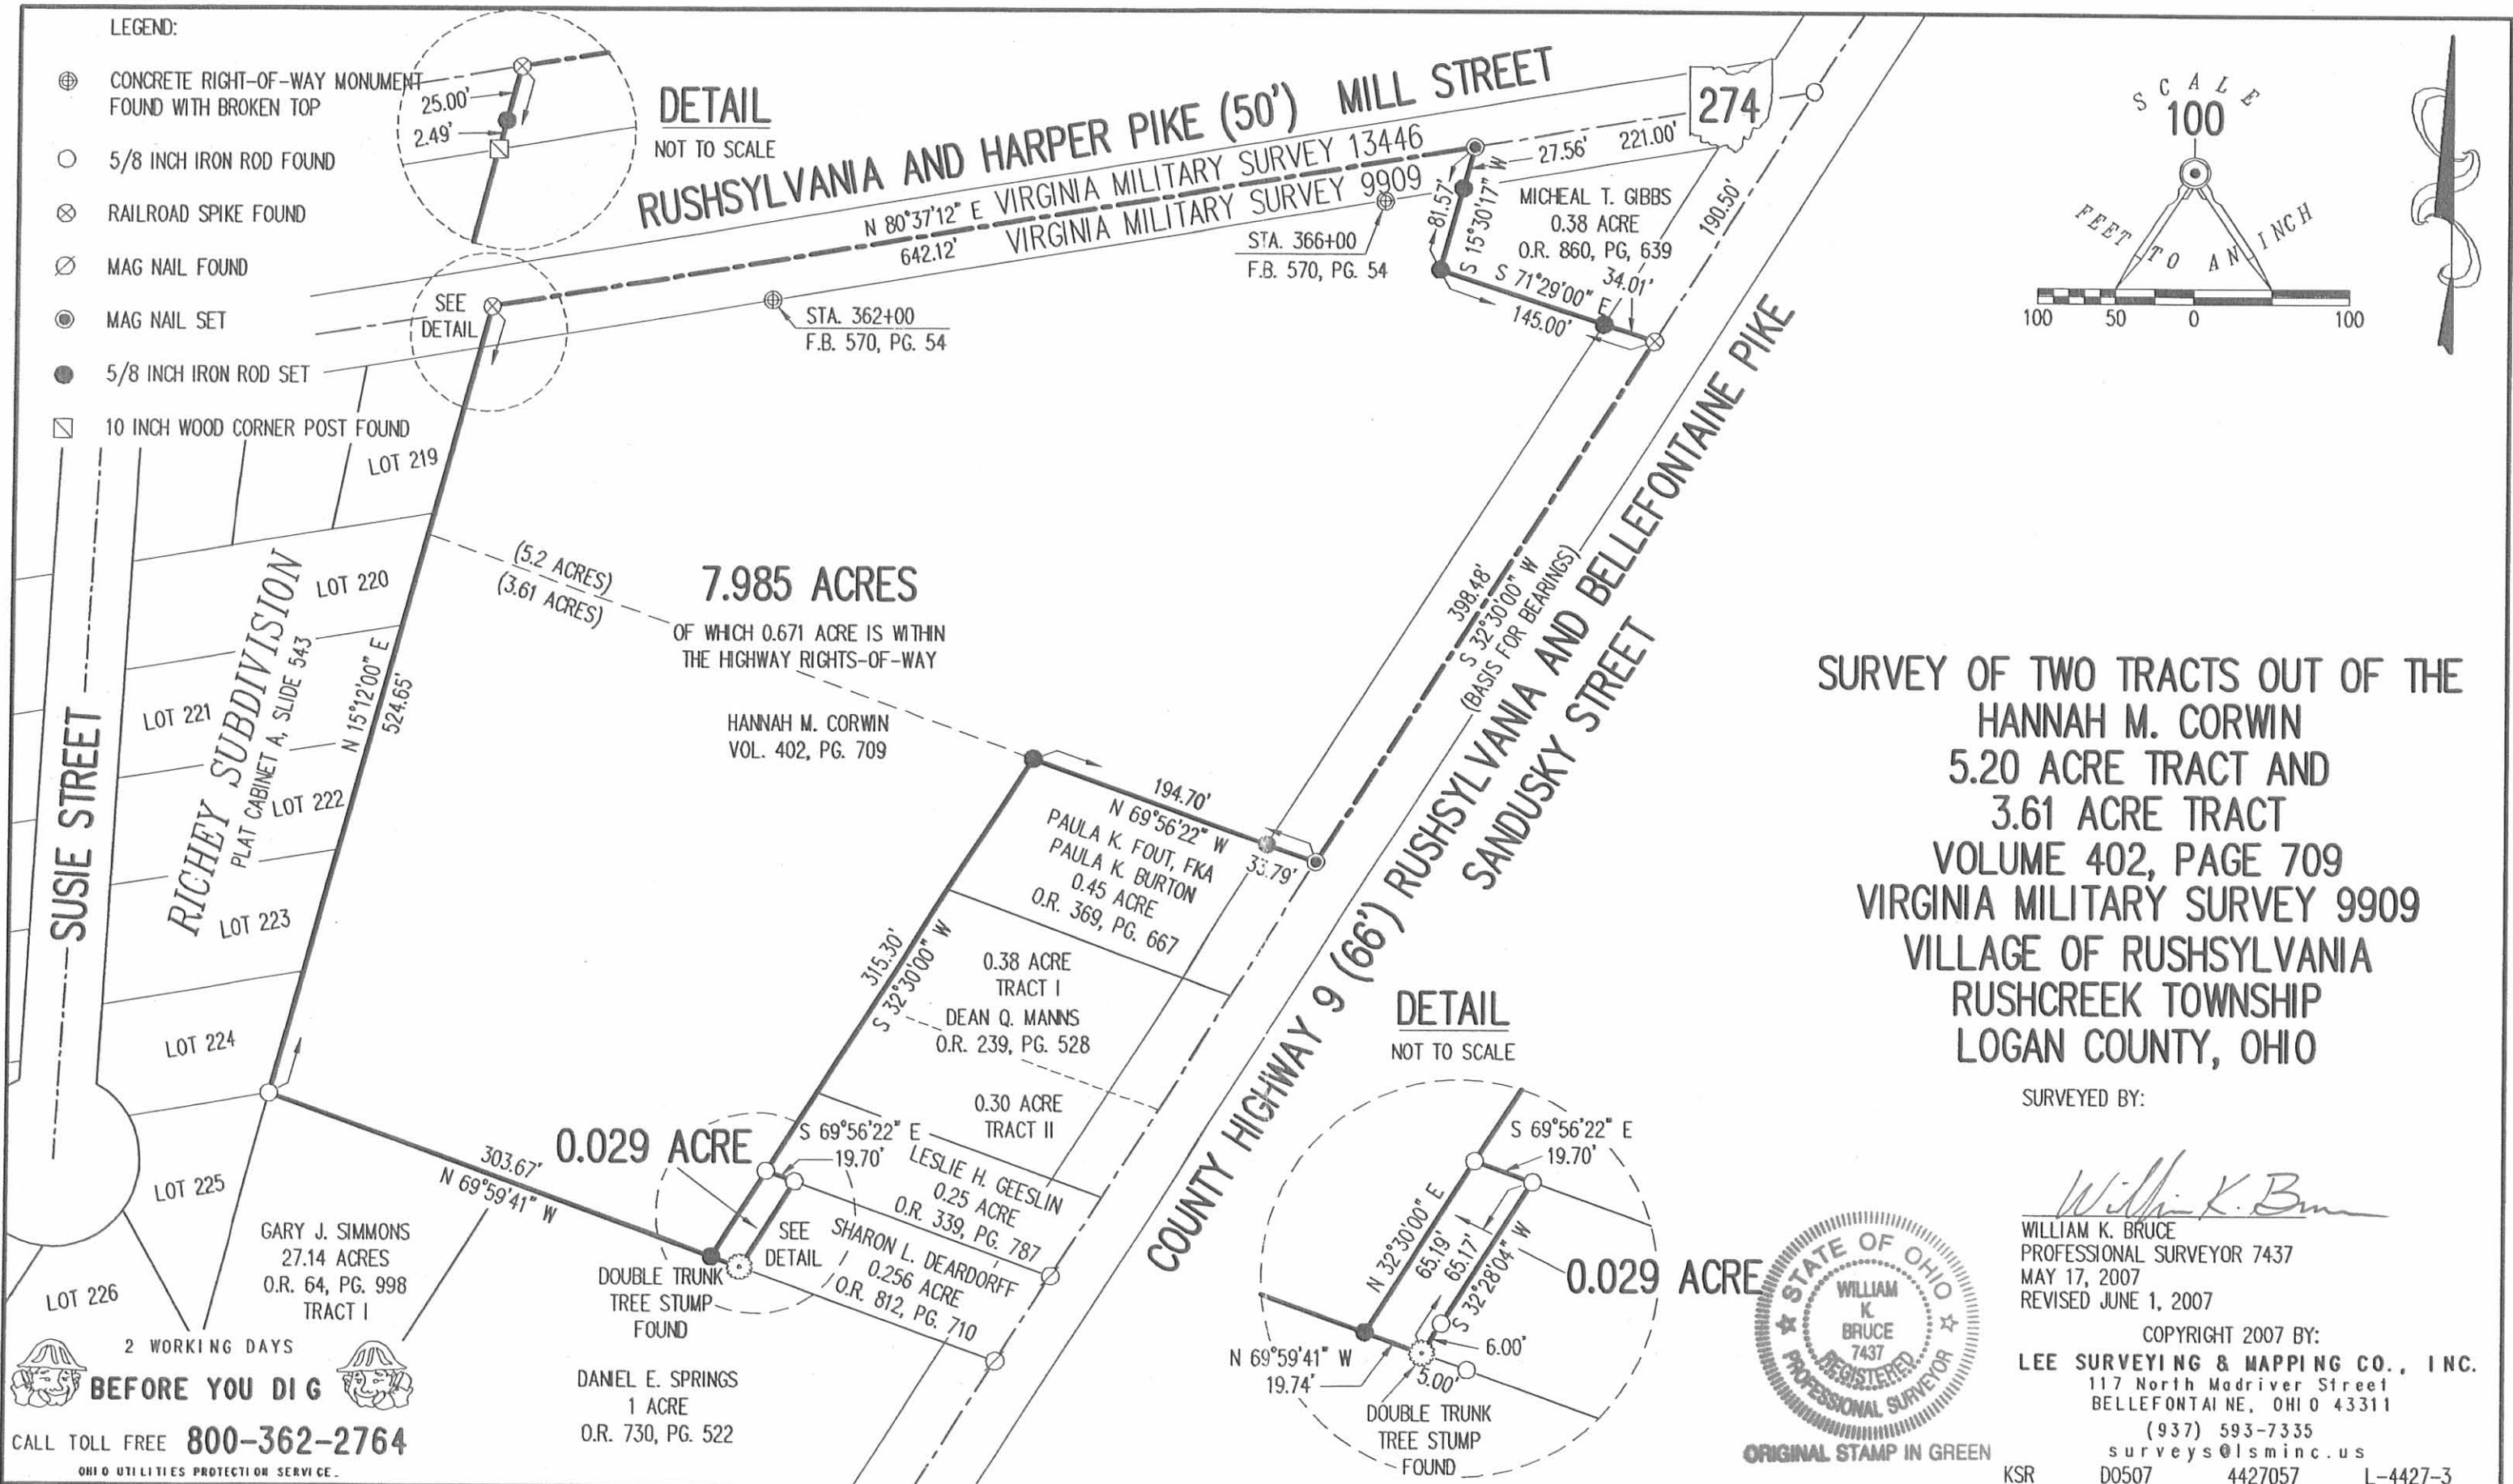 LEGEND:
CONCRETE RIGHT-OF-WAY MONUMENT
FOUND WITH BROKEN TOP
5/8 INCH IRON ROD FOUND
RAILROAD SPIKE FOUND
MAG NAIL FOUND
MAG NAIL SET
5/8 INCH IRON ROD SET
10 INCH WOOD CORNER POST FOUND
25.00'
2.49'
DETAIL
NOT TO SCALE
SEE
DETAIL
RUSHSYLVANIA AND HARPER PIKE (50') MILL STREET
N 80°37'12" E VIRGINIA MILITARY SURVEY 13446
642.12' VIRGINIA MILITARY SURVEY 9909
STA. 362+00
F.B. 570, PG. 54
STA. 366+00
F.B. 570, PG. 54
274
27.56' 221.00'
81.57'
S 15°30'17" W
MICHEAL T. GIBBS
0.38 ACRE
O.R. 860, PG, 639
190.50'
34.01'
S 71°29'00" E
145.00'
SCALE
100
FEET TO AN INCH
100 50 0 100
LOT 219
LOT 220
LOT 221
LOT 222
LOT 223
LOT 224
LOT 225
LOT 226
SUSIE STREET
RICHEY SUBDIVISION
PLAT CABINET A, SLIDE 543
N 15°12'00" E
524.65'
(5.2 ACRES)
(3.61 ACRES)
7.985 ACRES
OF WHICH 0.671 ACRE IS WITHIN
THE HIGHWAY RIGHTS-OF-WAY
HANNAH M. CORWIN
VOL. 402, PG. 709
398.48'
S 32°30'00" W
(BASIS FOR BEARINGS)
COUNTY HIGHWAY 9 (66') RUSHSYLVANIA AND BELLEFONTAINE PIKE
SANDUSKY STREET
194.70'
N 69°56'22" W
33.79'
PAULA K. FOUT, FKA
PAULA K. BURTON
0.45 ACRE
O.R. 369, PG. 667
315.30'
S 32°30'00" W
0.38 ACRE
TRACT I
DEAN Q. MANNS
O.R. 239, PG. 528
0.30 ACRE
TRACT II
S 69°56'22" E
19.70'
LESLIE H. GEESLIN
0.25 ACRE
O.R. 339, PG. 787
SHARON L. DEARDORFF
0.256 ACRE
O.R. 812, PG. 710
SEE
DETAIL
0.029 ACRE
303.67'
N 69°59'41" W
DOUBLE TRUNK
TREE STUMP
FOUND
GARY J. SIMMONS
27.14 ACRES
O.R. 64, PG. 998
TRACT I
DANIEL E. SPRINGS
1 ACRE
O.R. 730, PG. 522
2 WORKING DAYS
BEFORE YOU DIG
CALL TOLL FREE 800-362-2764
OHIO UTILITIES PROTECTION SERVICE.
DETAIL
NOT TO SCALE
S 69°56'22" E
19.70'
N 32°30'00" E
65.19'
65.17'
S 32°28'04" W
0.029 ACRE
6.00'
5.00'
N 69°59'41" W
19.74'
DOUBLE TRUNK
TREE STUMP
FOUND
SURVEY OF TWO TRACTS OUT OF THE
HANNAH M. CORWIN
5.20 ACRE TRACT AND
3.61 ACRE TRACT
VOLUME 402, PAGE 709
VIRGINIA MILITARY SURVEY 9909
VILLAGE OF RUSHSYLVANIA
RUSHCREEK TOWNSHIP
LOGAN COUNTY, OHIO
SURVEYED BY:
William K. Bruce
WILLIAM K. BRUCE
PROFESSIONAL SURVEYOR 7437
MAY 17, 2007
REVISED JUNE 1, 2007
STATE OF OHIO
WILLIAM
K.
BRUCE
7437
REGISTERED
PROFESSIONAL SURVEYOR
ORIGINAL STAMP IN GREEN
COPYRIGHT 2007 BY:
LEE SURVEYING & MAPPING CO., INC.
117 North Madriver Street
BELLEFONTAINE, OHIO 43311
(937) 593-7335
surveys@lsminc.us
KSR D0507 4427057 L-4427-3